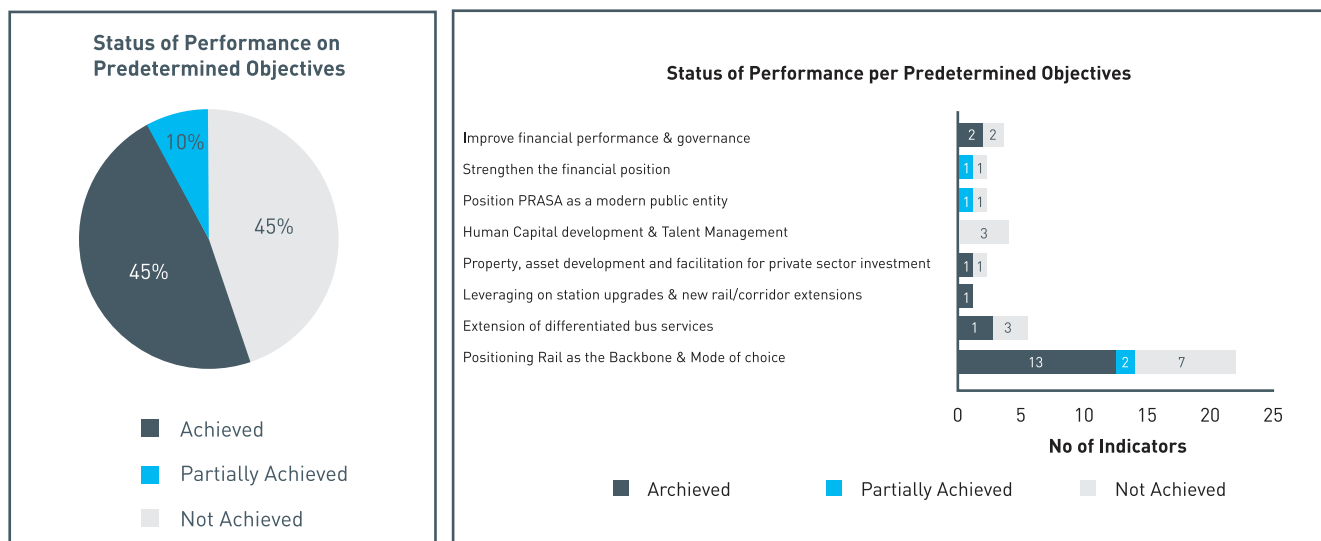 Status of Performance on
Predetermined Objectives
10%
45%
45%
Achieved
Partially Achieved
Not Achieved
Status of Performance per Predetermined Objectives
Improve financial performance & governance 2 2
Strengthen the financial position 1 1
Position PRASA as a modern public entity 1 1
Human Capital development & Talent Management 3
Property, asset development and facilitation for private sector investment 1 1
Leveraging on station upgrades & new rail/corridor extensions 1
Extension of differentiated bus services 1 3
Positioning Rail as the Backbone & Mode of choice 13 2 7
0 5 10 15 20 25
No of Indicators
Archieved Partially Achieved Not Achieved